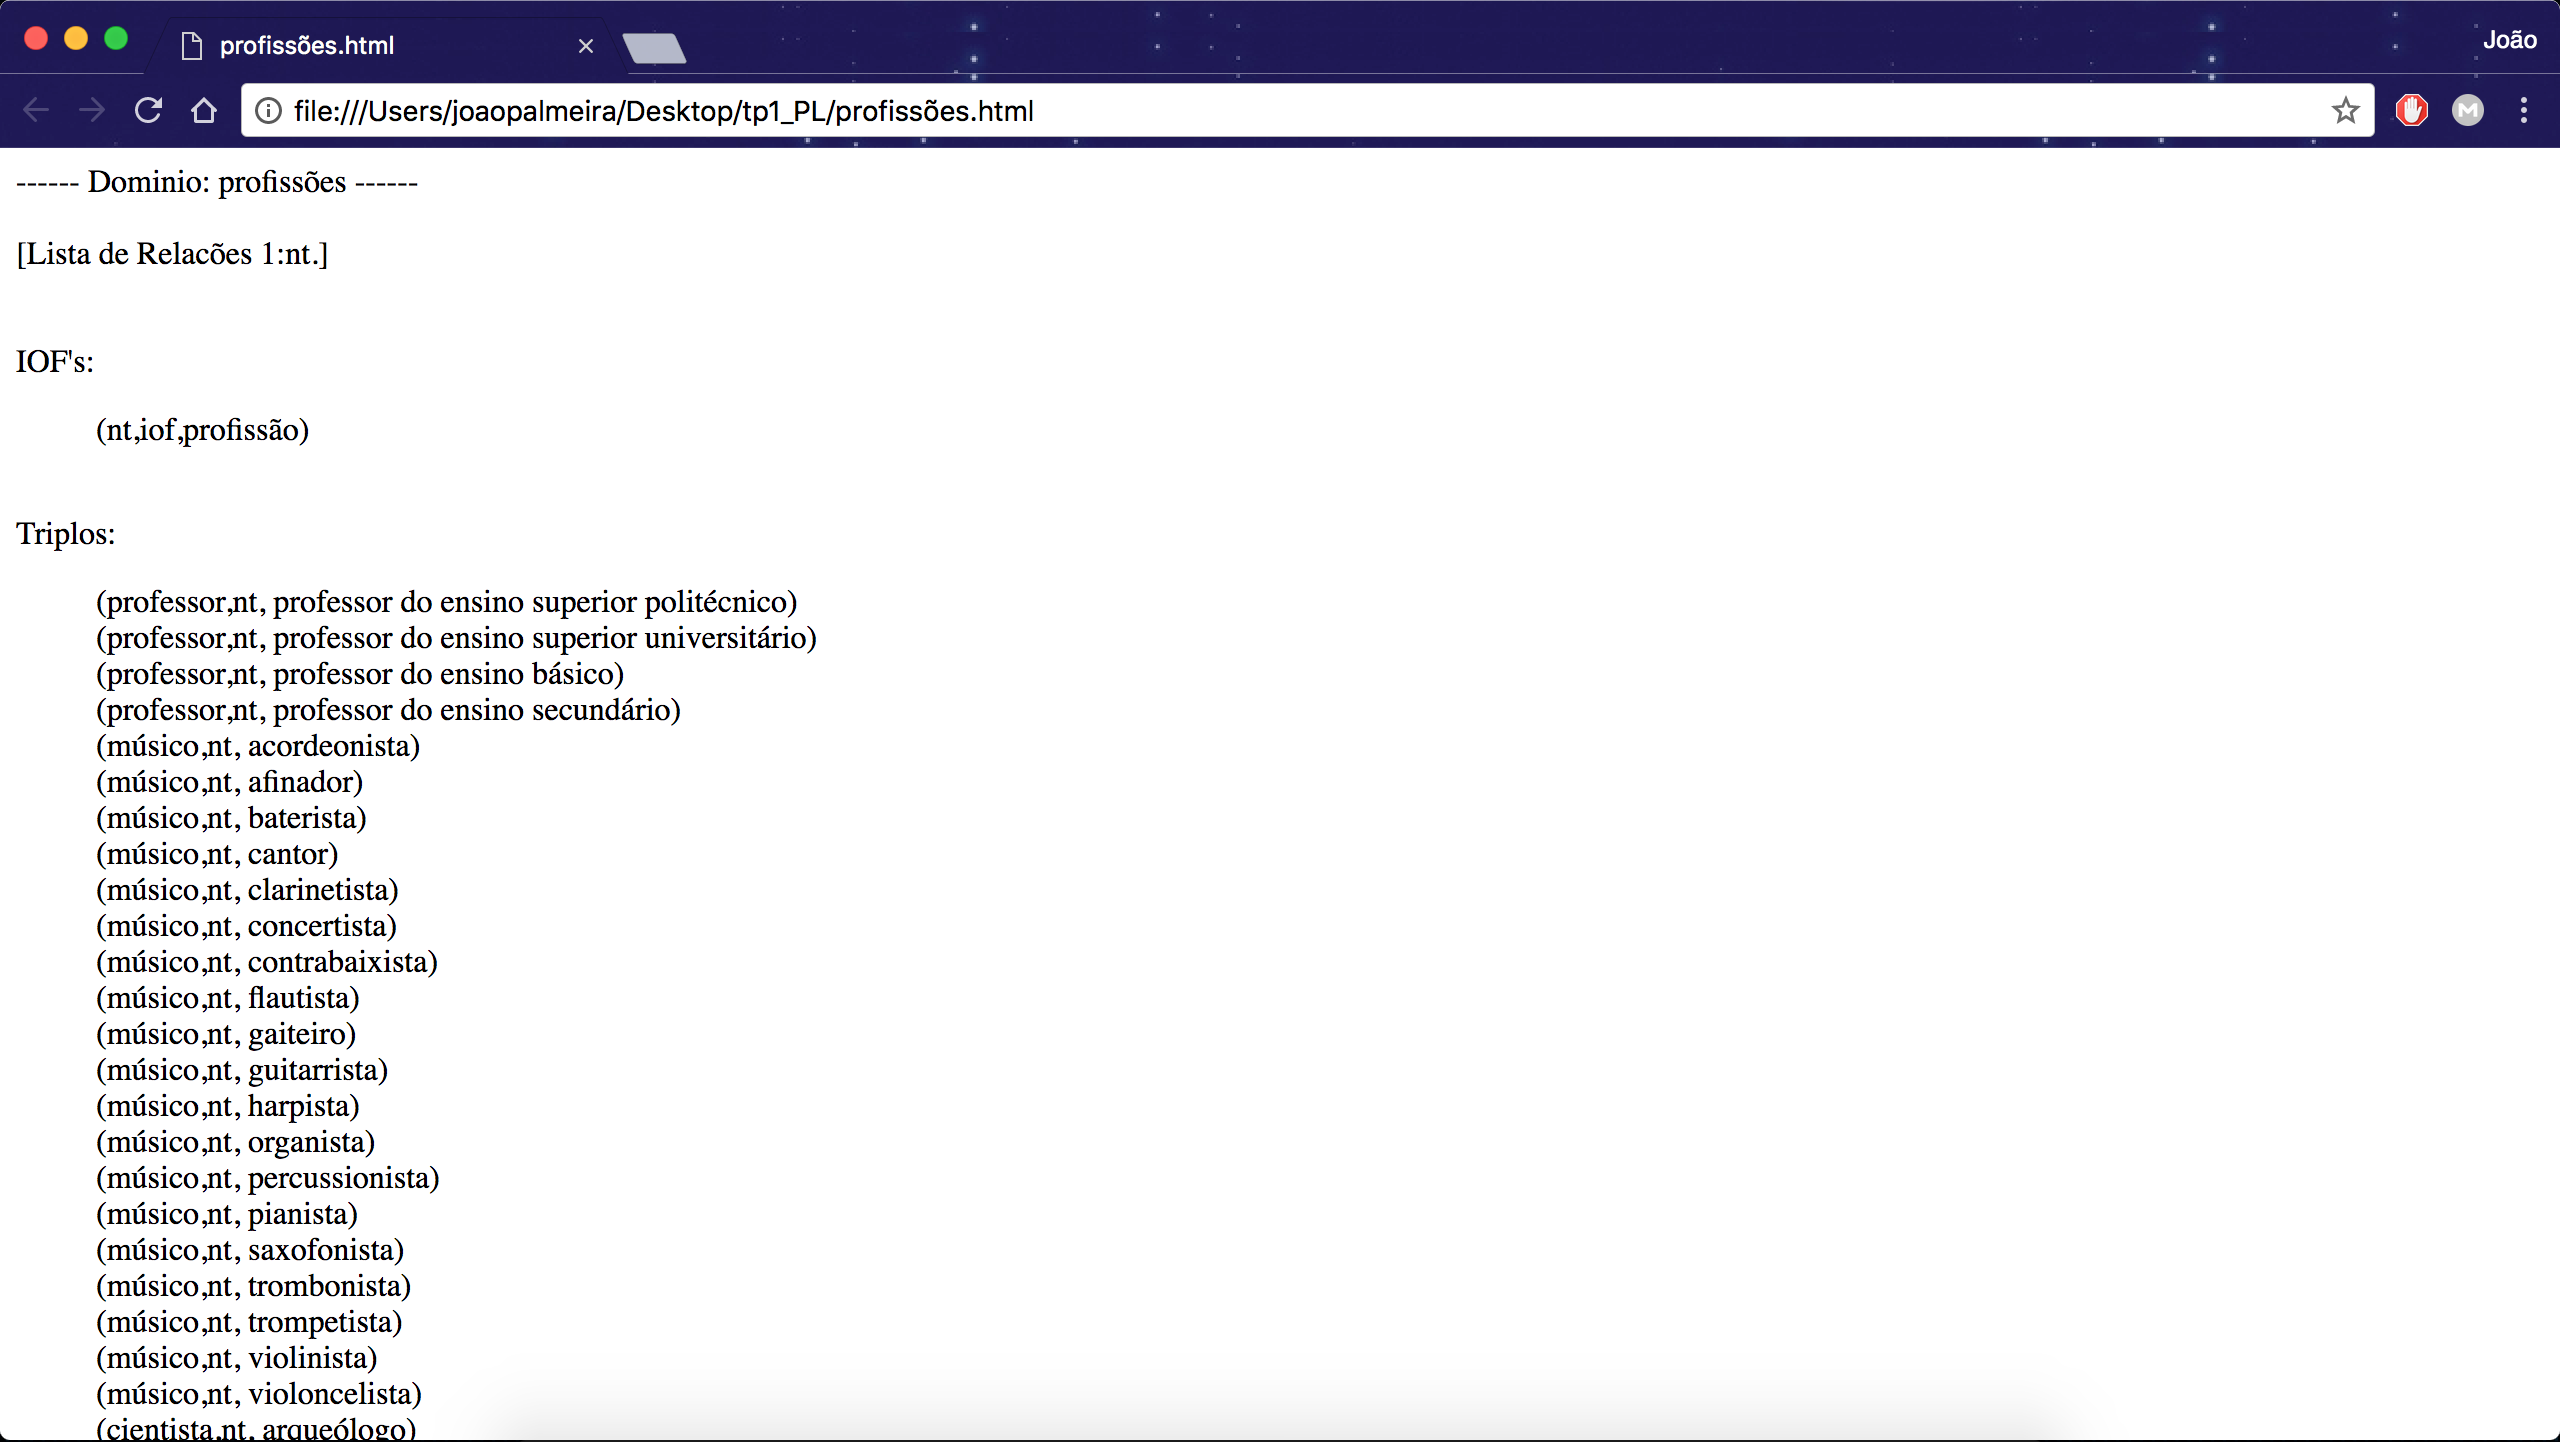 profissões.html
João
file:///Users/joaopalmeira/Desktop/tp1_PL/profissões.html
------ Dominio: profissões ------
[Lista de Relacões 1:nt.]
IOF's:
(nt,iof,profissão)
Triplos:
(professor,nt, professor do ensino superior politécnico)
(professor,nt, professor do ensino superior universitário)
(professor,nt, professor do ensino básico)
(professor,nt, professor do ensino secundário)
(músico,nt, acordeonista)
(músico,nt, afinador)
(músico,nt, baterista)
(músico,nt, cantor)
(músico,nt, clarinetista)
(músico,nt, concertista)
(músico,nt, contrabaixista)
(músico,nt, flautista)
(músico,nt, gaiteiro)
(músico,nt, guitarrista)
(músico,nt, harpista)
(músico,nt, organista)
(músico,nt, percussionista)
(músico,nt, pianista)
(músico,nt, saxofonista)
(músico,nt, trombonista)
(músico,nt, trompetista)
(músico,nt, violinista)
(músico,nt, violoncelista)
(cientista,nt, arqueólogo)